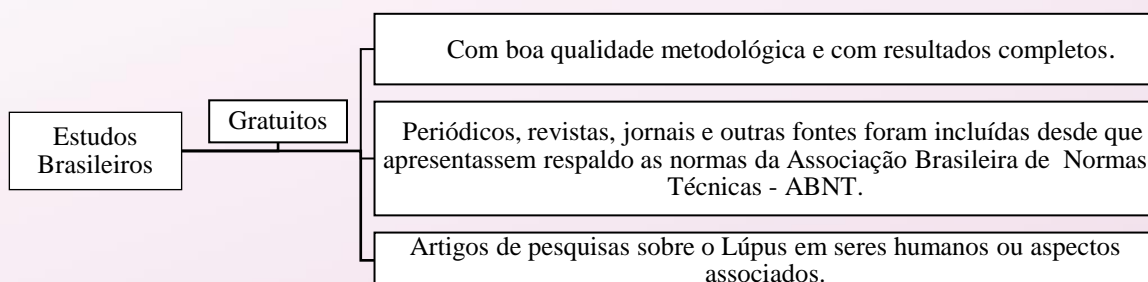 Estudos
Brasileiros
Gratuitos
Com boa qualidade metodológica e com resultados completos.
Periódicos, revistas, jornais e outras fontes foram incluídas desde que
apresentassem respaldo as normas da Associação Brasileira de Normas
Técnicas - ABNT.
Artigos de pesquisas sobre o Lúpus em seres humanos ou aspectos
associados.